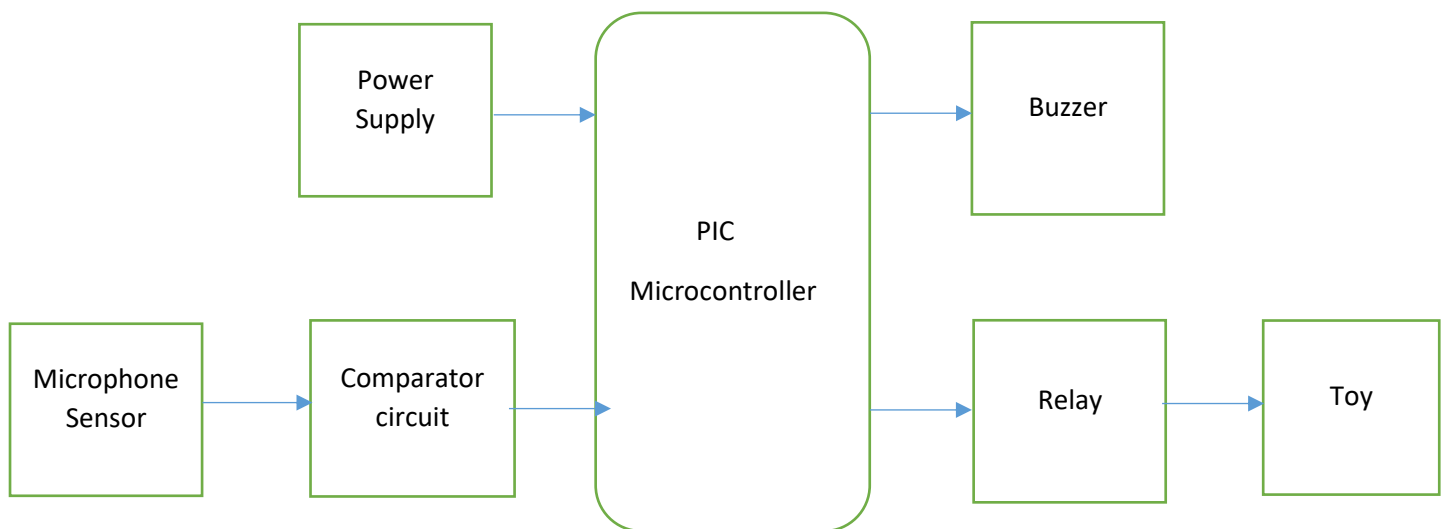 Power
Supply
Buzzer
PIC
Microcontroller
Microphone
Sensor
Comparator
circuit
Relay
Toy